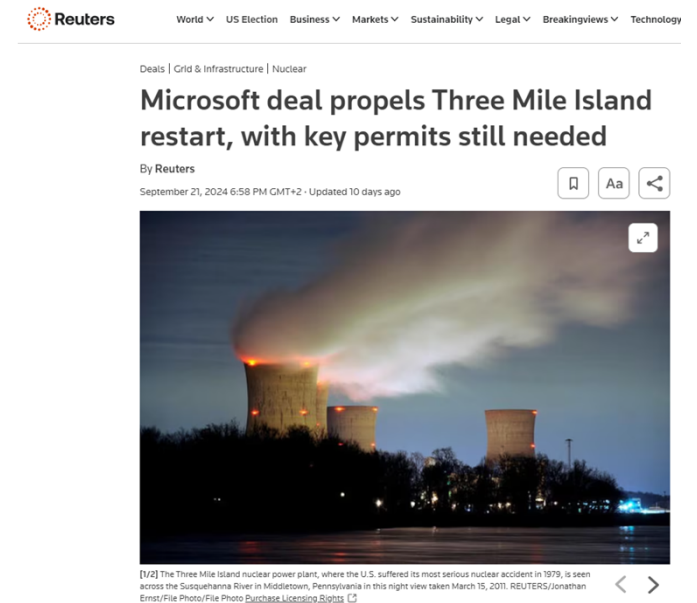 Reuters
World US Election Business Markets Sustainability Legal Breakingviews Technology
Deals | Grid & Infrastructure | Nuclear
Microsoft deal propels Three Mile Island
restart, with key permits still needed
By Reuters
September 21, 2024 6:58 PM GMT+2 · Updated 10 days ago
Aa
[1/2] The Three Mile Island nuclear power plant, where the U.S. suffered its most serious nuclear accident in 1979, is seen
across the Susquehanna River in Middletown, Pennsylvania in this night view taken March 15, 2011. REUTERS/Jonathan
Ernst/File Photo/File Photo Purchase Licensing Rights